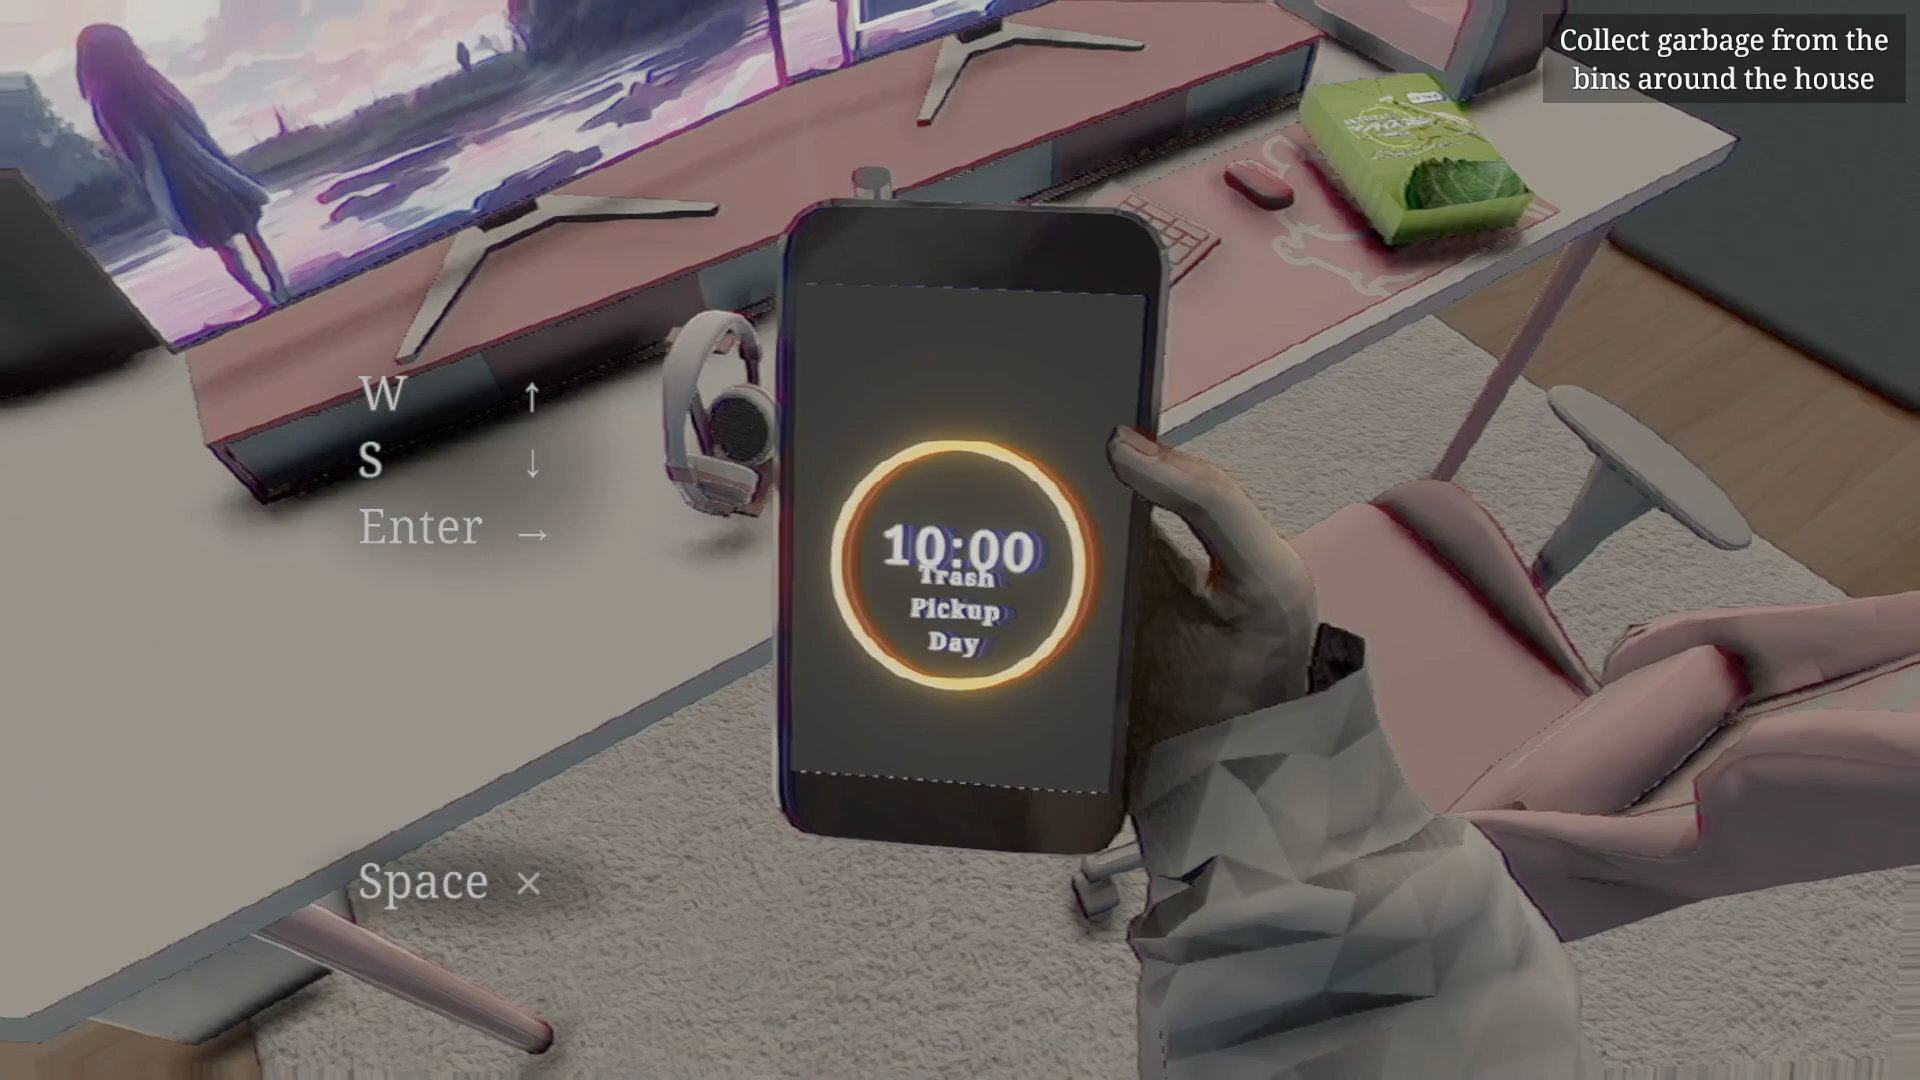 Collect garbage from the
bins around the house
W ↑
S ↓
Enter →
10:00
Trash
Pickup
Day
Space ×